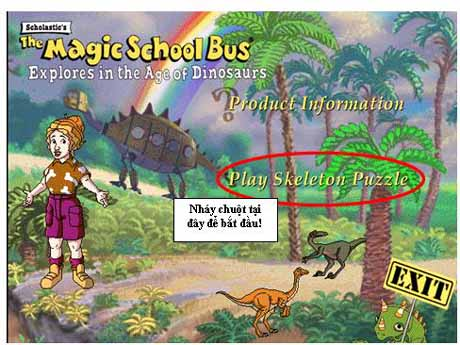 Scholastic's
The Magic School Bus
Explores in the Age of Dinosaurs
Product Information
Play Skeleton Puzzle
Nháy chuột tại
đây để bắt đầu!
EXIT